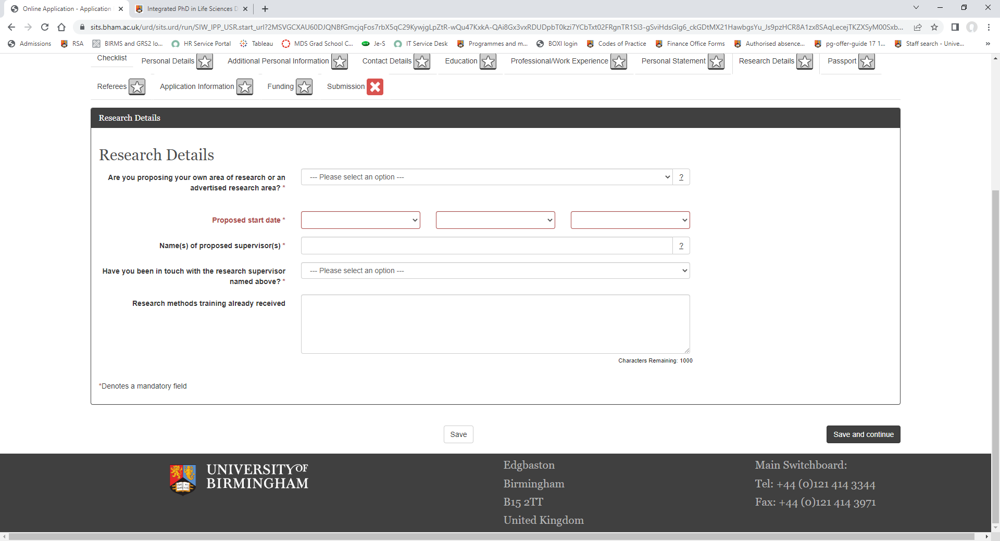 Online Application - Application
Integrated PhD in Life Sciences D
sits.bham.ac.uk/urd/sits.urd/run/SIW_IPP_USR.start_url?2MSVGCXAU60DJQNBfGmcjqFos7rbX5qC29KywjgLpZtR-wQu47KxkA-QAi8Gx3vxRDUDpbT0kzi7YCbTxt02FRgnTR1Sl3-gSviHdsGlg6_ckGDtMX21HawbgsYu_Js9pzHCR8A1zx8SAqLecejTKZXSyM00Sxb...
Admissions RSA BIRMS and GRS2 lo... HR Service Portal Tableau MDS Grad School C... Je-S IT Service Desk Programmes and m... BOXI login Codes of Practice Finance Office Forms Authorised absence... pg-offer-guide 17 1... Staff search - Unive... »
Checklist Personal Details Additional Personal Information Contact Details Education Professional/Work Experience Personal Statement Research Details Passport
Referees Application Information Funding Submission
Research Details
Research Details
Are you proposing your own area of research or an
advertised research area? *
--- Please select an option --- ?
Proposed start date *
Name(s) of proposed supervisor(s) * ?
Have you been in touch with the research supervisor
named above? *
--- Please select an option ---
Research methods training already received
Characters Remaining: 1000
*Denotes a mandatory field
Save Save and continue
UNIVERSITY OF
BIRMINGHAM
Edgbaston
Birmingham
B15 2TT
United Kingdom
Main Switchboard:
Tel: +44 (0)121 414 3344
Fax: +44 (0)121 414 3971